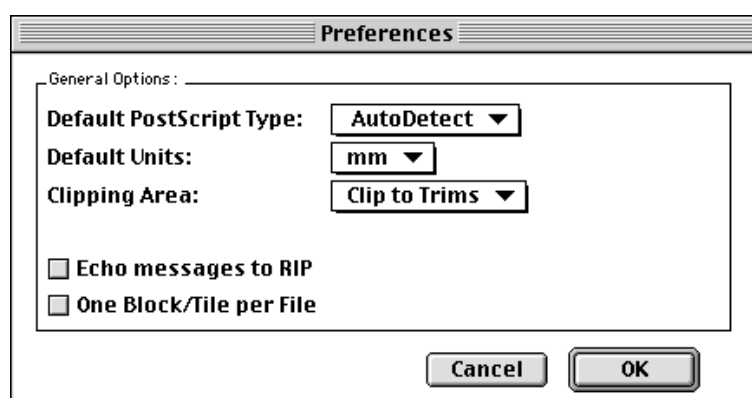 Preferences
General Options:
Default PostScript Type: AutoDetect
Default Units: mm
Clipping Area: Clip to Trims
Echo messages to RIP
One Block/Tile per File
Cancel OK